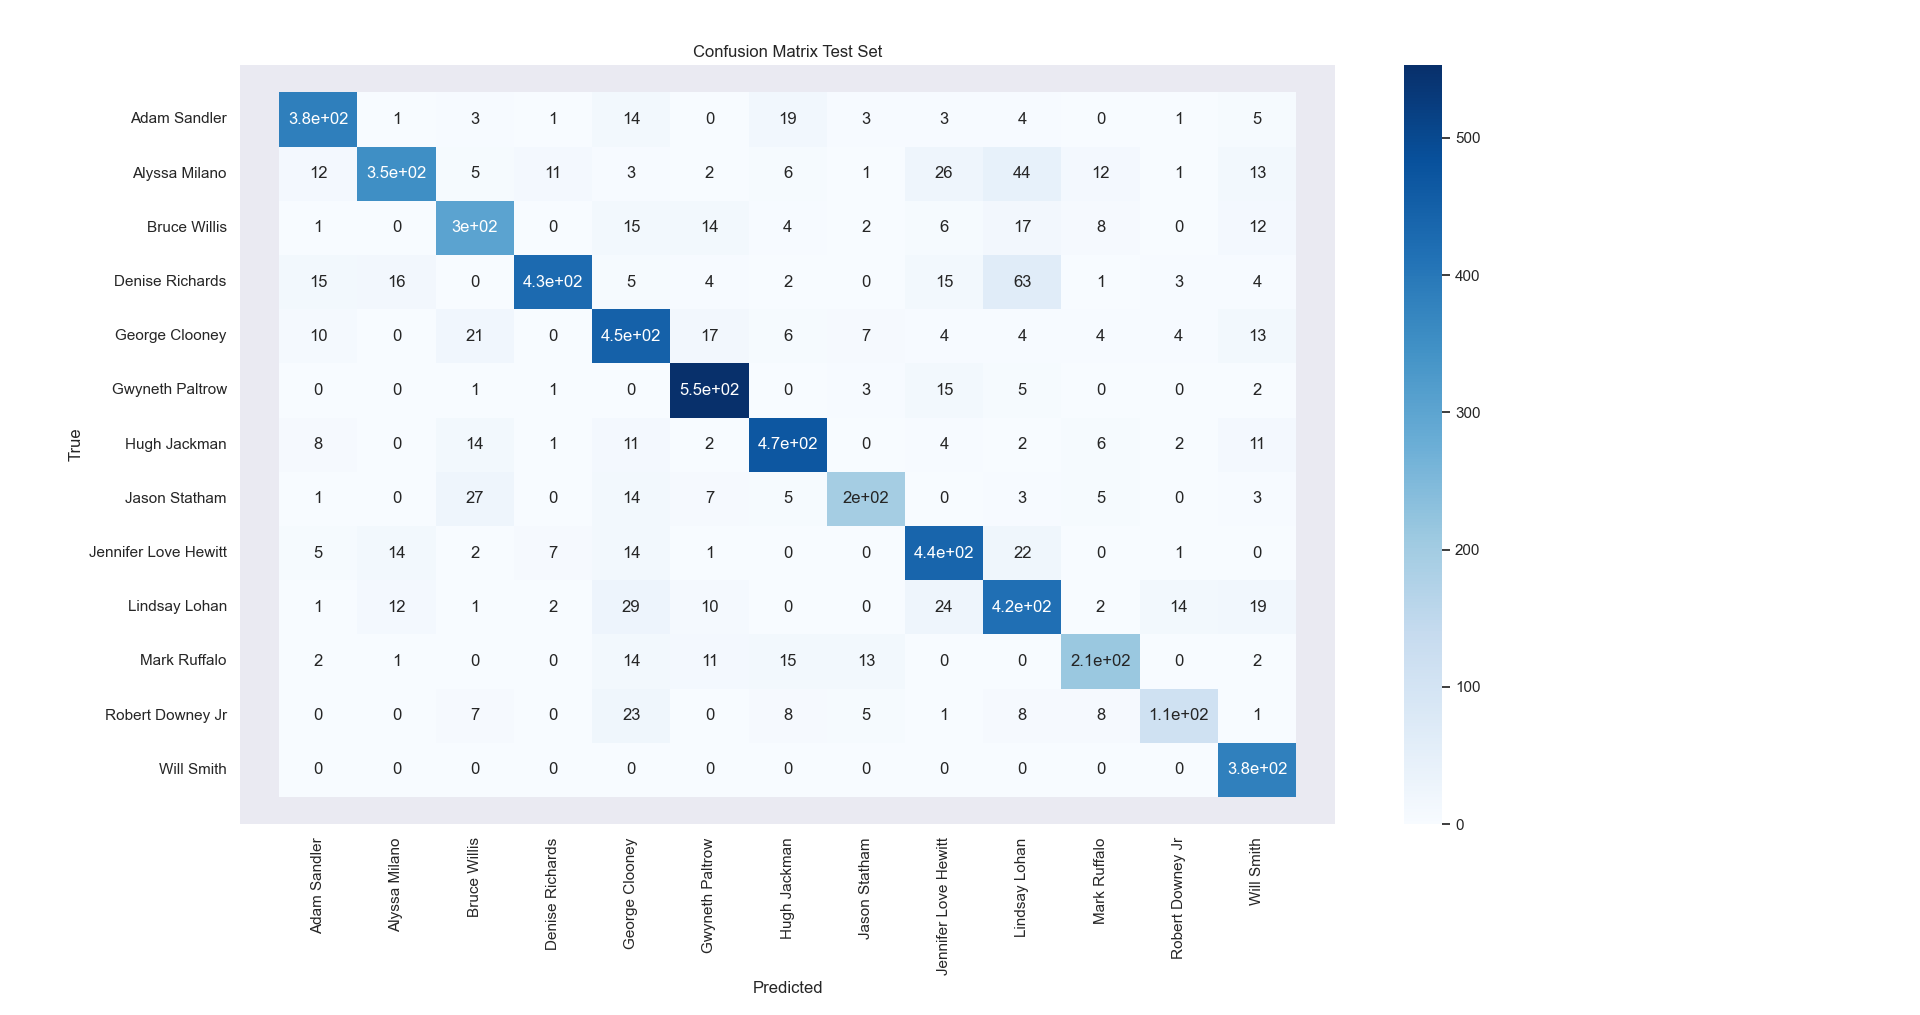 Confusion Matrix Test Set
Adam Sandler 3.8e+02 1 3 1 14 0 19 3 3 4 0 1 5
Alyssa Milano 12 3.5e+02 5 11 3 2 6 1 26 44 12 1 13
Bruce Willis 1 0 3e+02 0 15 14 4 2 6 17 8 0 12
Denise Richards 15 16 0 4.3e+02 5 4 2 0 15 63 1 3 4
George Clooney 10 0 21 0 4.5e+02 17 6 7 4 4 4 4 13
Gwyneth Paltrow 0 0 1 1 0 5.5e+02 0 3 15 5 0 0 2
Hugh Jackman 8 0 14 1 11 2 4.7e+02 0 4 2 6 2 11
Jason Statham 1 0 27 0 14 7 5 2e+02 0 3 5 0 3
Jennifer Love Hewitt 5 14 2 7 14 1 0 0 4.4e+02 22 0 1 0
Lindsay Lohan 1 12 1 2 29 10 0 0 24 4.2e+02 2 14 19
Mark Ruffalo 2 1 0 0 14 11 15 13 0 0 2.1e+02 0 2
Robert Downey Jr 0 0 7 0 23 0 8 5 1 8 8 1.1e+02 1
Will Smith 0 0 0 0 0 0 0 0 0 0 0 0 3.8e+02
True
Adam Sandler
Alyssa Milano
Bruce Willis
Denise Richards
George Clooney
Gwyneth Paltrow
Hugh Jackman
Jason Statham
Jennifer Love Hewitt
Lindsay Lohan
Mark Ruffalo
Robert Downey Jr
Will Smith
Predicted
500
400
300
200
100
0